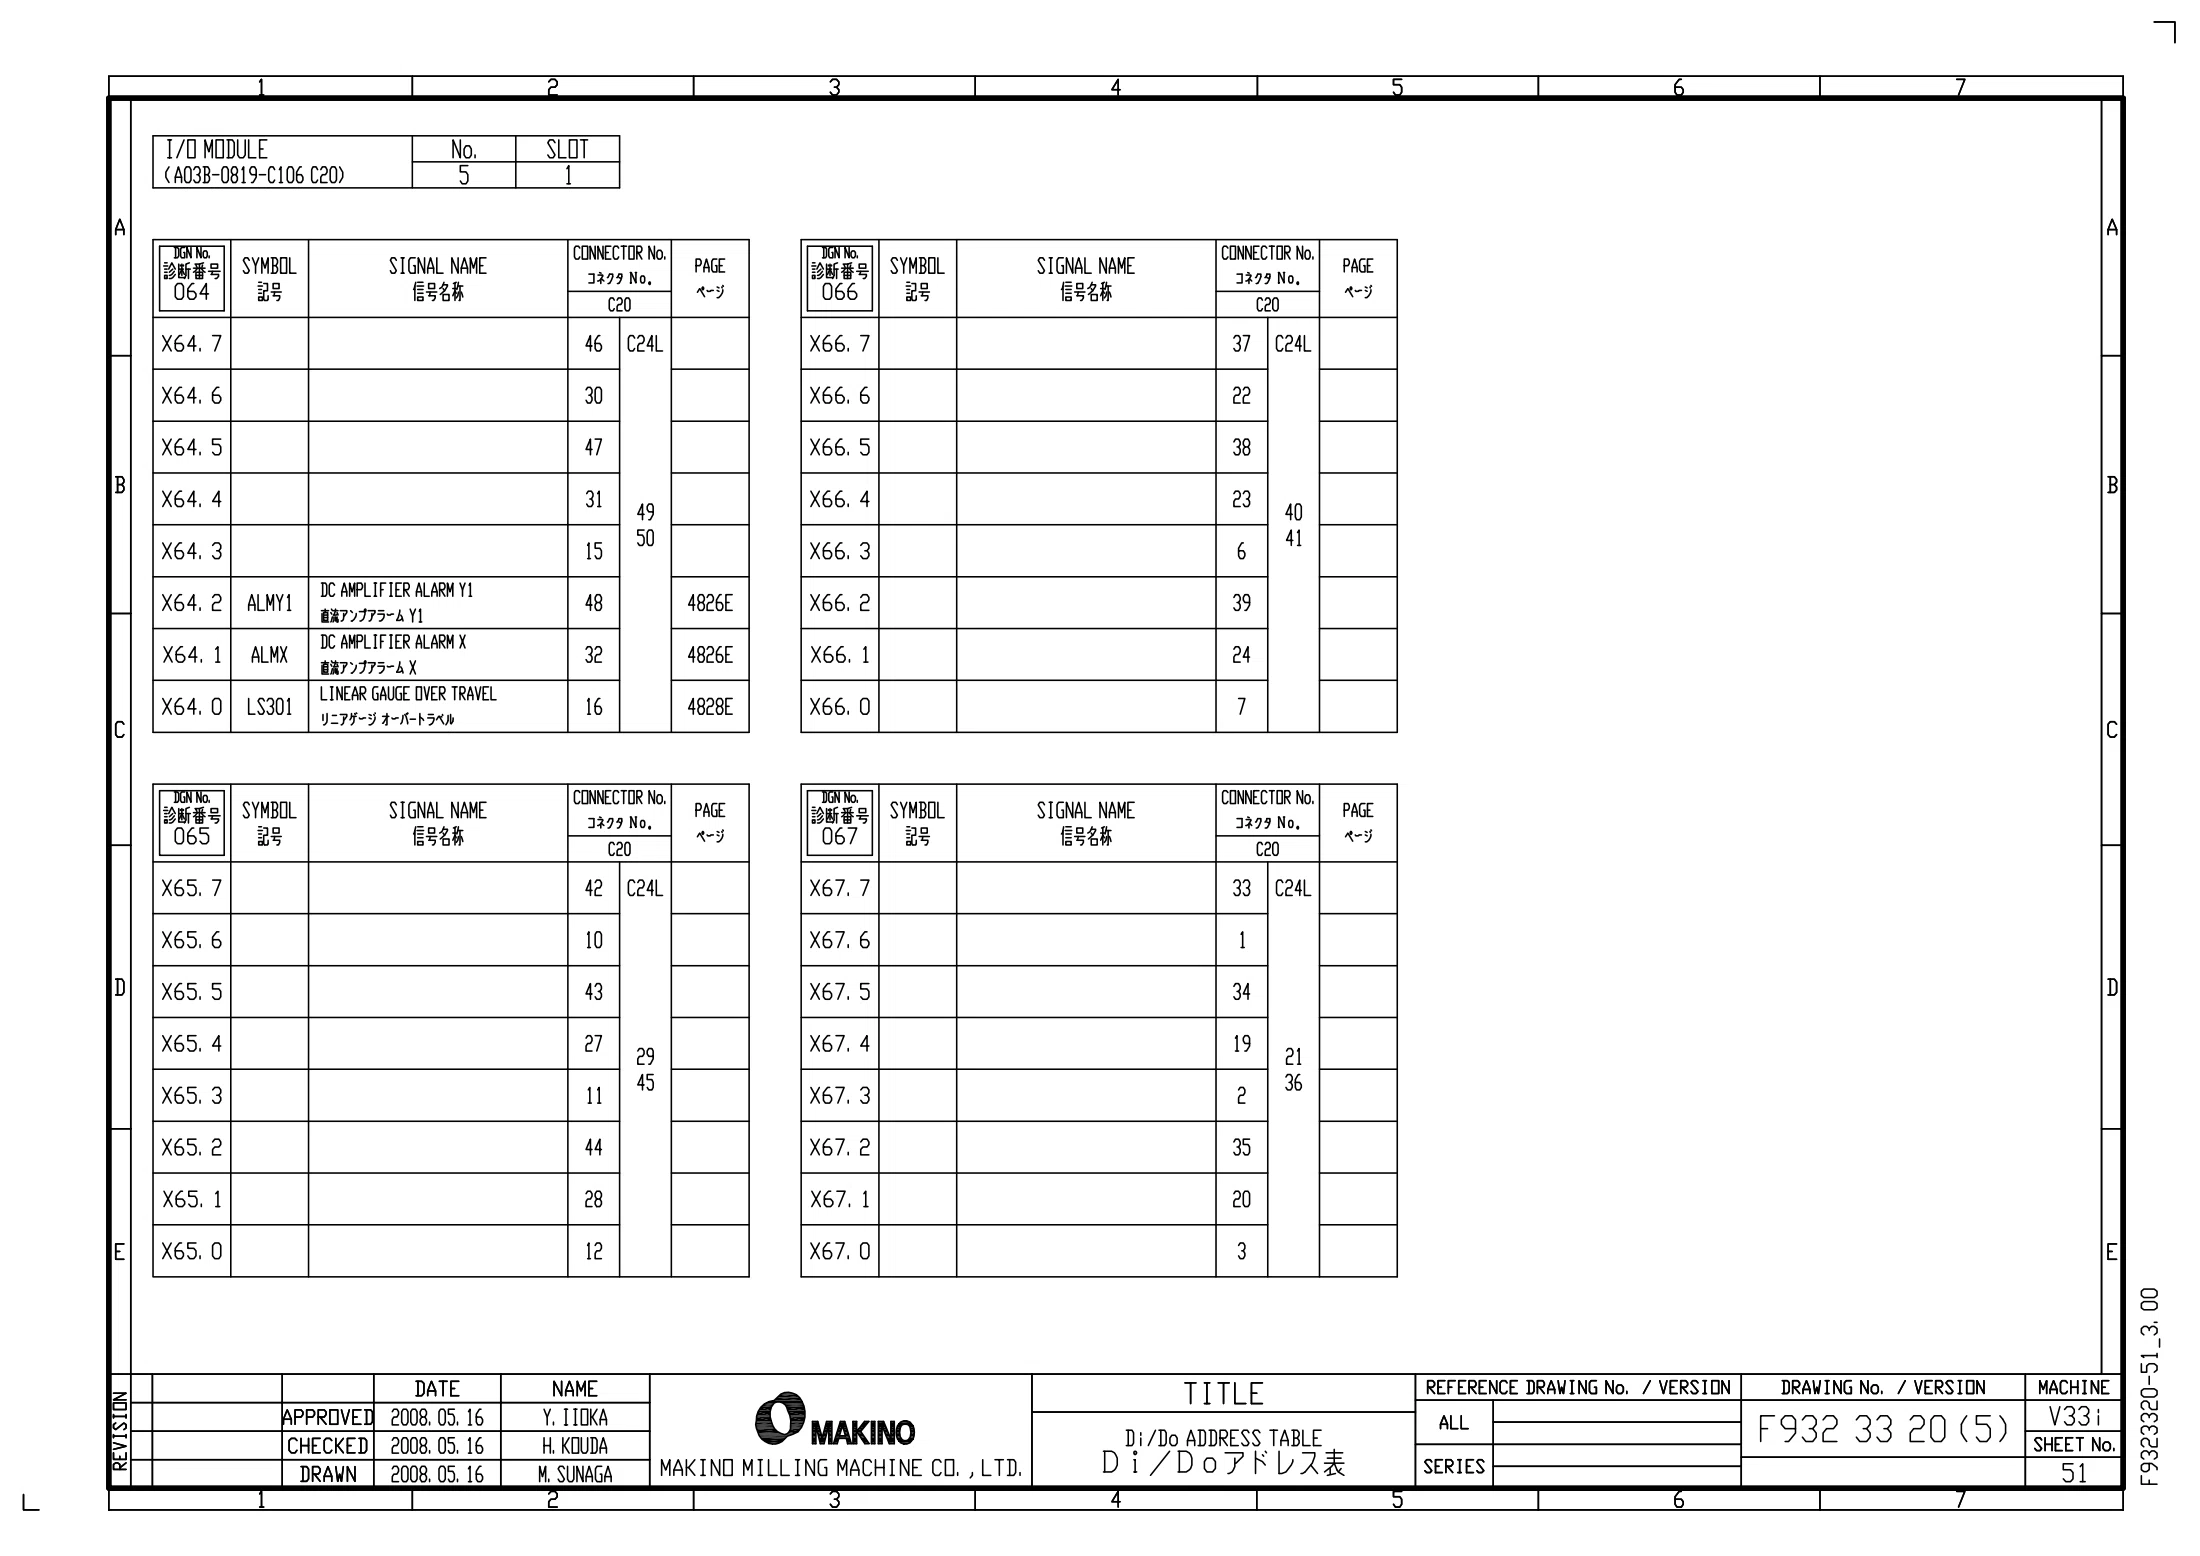 1 2 3 4 5 6 7
I/O MODULE No. SLOT
(A03B-0819-C106 C20) 5 1
A A
DGN No. 診断番号 064 SYMBOL 記号 SIGNAL NAME 信号名称 CONNECTOR No. コネクタ No. C20 PAGE ページ
X64.7 46 C24L
X64.6 30
X64.5 47
X64.4 31
49
50
X64.3 15
X64.2 ALMY1 DC AMPLIFIER ALARM Y1 48 4826E
直流アンプアラーム Y1
X64.1 ALMX DC AMPLIFIER ALARM X 32 4826E
直流アンプアラーム X
X64.0 LS301 LINEAR GAUGE OVER TRAVEL 16 4828E
リニアゲージ オーバートラベル
DGN No. 診断番号 066 SYMBOL 記号 SIGNAL NAME 信号名称 CONNECTOR No. コネクタ No. C20 PAGE ページ
X66.7 37 C24L
X66.6 22
X66.5 38
X66.4 23
40
41
X66.3 6
X66.2 39
X66.1 24
X66.0 7
B B
C C
DGN No. 診断番号 065 SYMBOL 記号 SIGNAL NAME 信号名称 CONNECTOR No. コネクタ No. C20 PAGE ページ
X65.7 42 C24L
X65.6 10
X65.5 43
X65.4 27
29
45
X65.3 11
X65.2 44
X65.1 28
X65.0 12
DGN No. 診断番号 067 SYMBOL 記号 SIGNAL NAME 信号名称 CONNECTOR No. コネクタ No. C20 PAGE ページ
X67.7 33 C24L
X67.6 1
X67.5 34
X67.4 19
21
36
X67.3 2
X67.2 35
X67.1 20
X67.0 3
D D
E E
REVISION
DATE NAME
APPROVED 2008.05.16 Y. IIOKA
CHECKED 2008.05.16 H. KOUDA
DRAWN 2008.05.16 M. SUNAGA
MAKINO
MAKINO MILLING MACHINE CO.,LTD.
TITLE
Di/Do ADDRESS TABLE
Di/Doアドレス表
REFERENCE DRAWING No. / VERSION
ALL
SERIES
DRAWING No. / VERSION
F932 33 20(5)
MACHINE
V33i
SHEET No.
51
F9323320-51_3.00
1 2 3 4 5 6 7